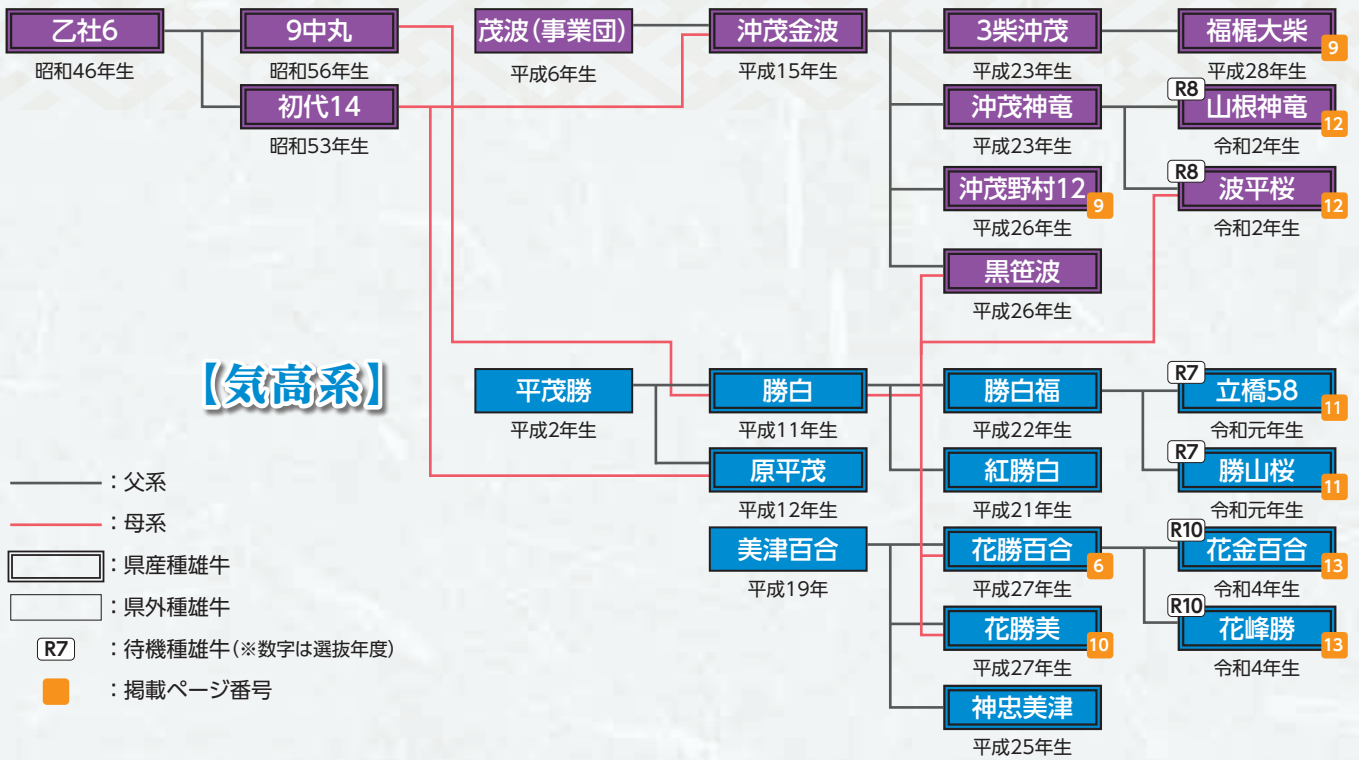 乙社6
昭和46年生
9中丸
昭和56年生
初代14
昭和53年生
茂波(事業団)
平成6年生
沖茂金波
平成15年生
3柴沖茂
平成23年生
福梶大柴
9
平成28年生
沖茂神竜
平成23年生
R8
山根神竜
12
令和2年生
沖茂野村12
9
平成26年生
R8
波平桜
12
令和2年生
黒笹波
平成26年生
【気高系】
平茂勝
平成2年生
勝白
平成11年生
勝白福
平成22年生
R7
立橋58
11
令和元年生
原平茂
平成12年生
紅勝白
平成21年生
R7
勝山桜
11
令和元年生
美津百合
平成19年
花勝百合
6
平成27年生
R10
花金百合
13
令和4年生
花勝美
10
平成27年生
R10
花峰勝
13
令和4年生
神忠美津
平成25年生
：父系
：母系
：県産種雄牛
：県外種雄牛
R7 ：待機種雄牛(※数字は選抜年度)
：掲載ページ番号